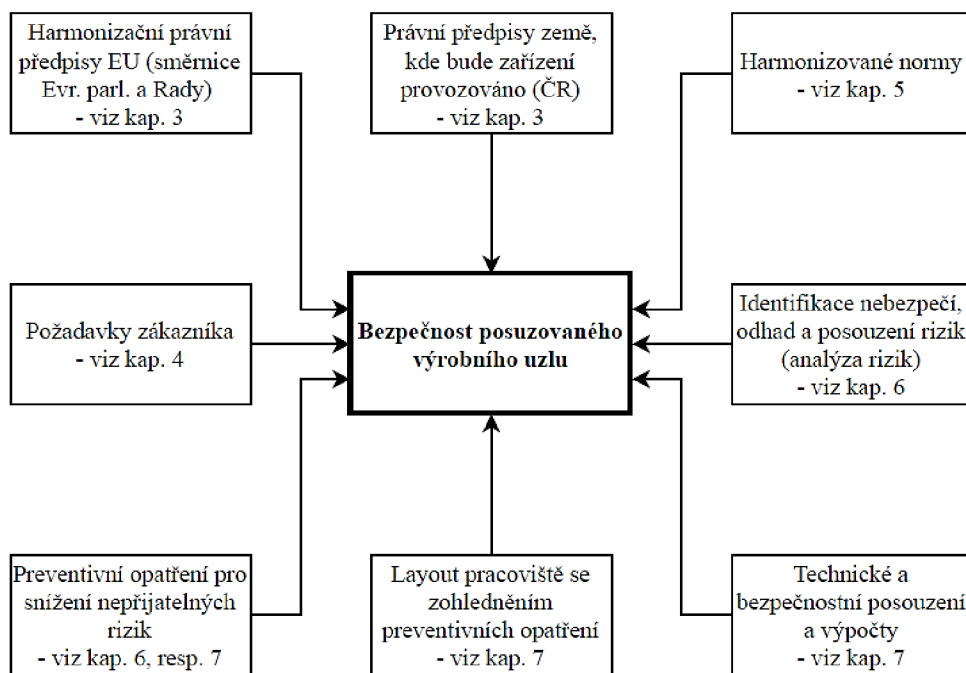 Harmonizační právní
předpisy EU (směrnice
Evr. parl. a Rady)
- viz kap. 3
Právní předpisy země,
kde bude zařízení
provozováno (ČR)
- viz kap. 3
Harmonizované normy
- viz kap. 5
Požadavky zákazníka
- viz kap. 4
Bezpečnost posuzovaného
výrobního uzlu
Identifikace nebezpečí,
odhad a posouzení rizik
(analýza rizik)
- viz kap. 6
Preventivní opatření pro
snížení nepřijatelných
rizik
- viz kap. 6, resp. 7
Layout pracoviště se
zohledněním
preventivních opatření
- viz kap. 7
Technické a
bezpečnostní posouzení
a výpočty
- viz kap. 7